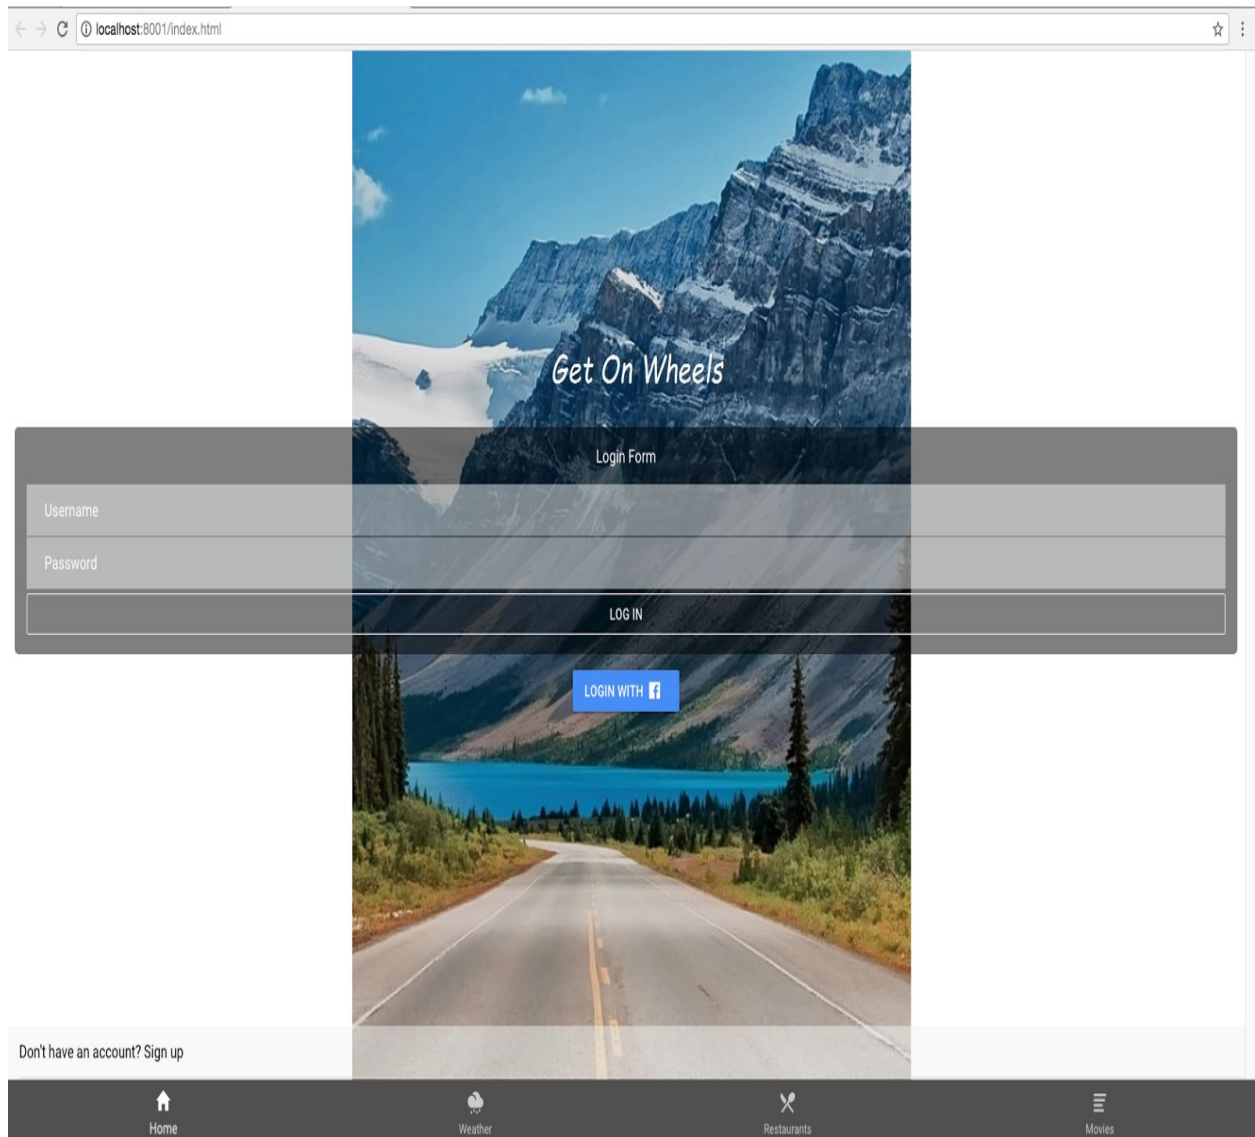 localhost:8001/index.html
Get On Wheels
Login Form
Username
Password
LOG IN
LOGIN WITH
Don't have an account? Sign up
Home
Weather
Restaurants
Movies